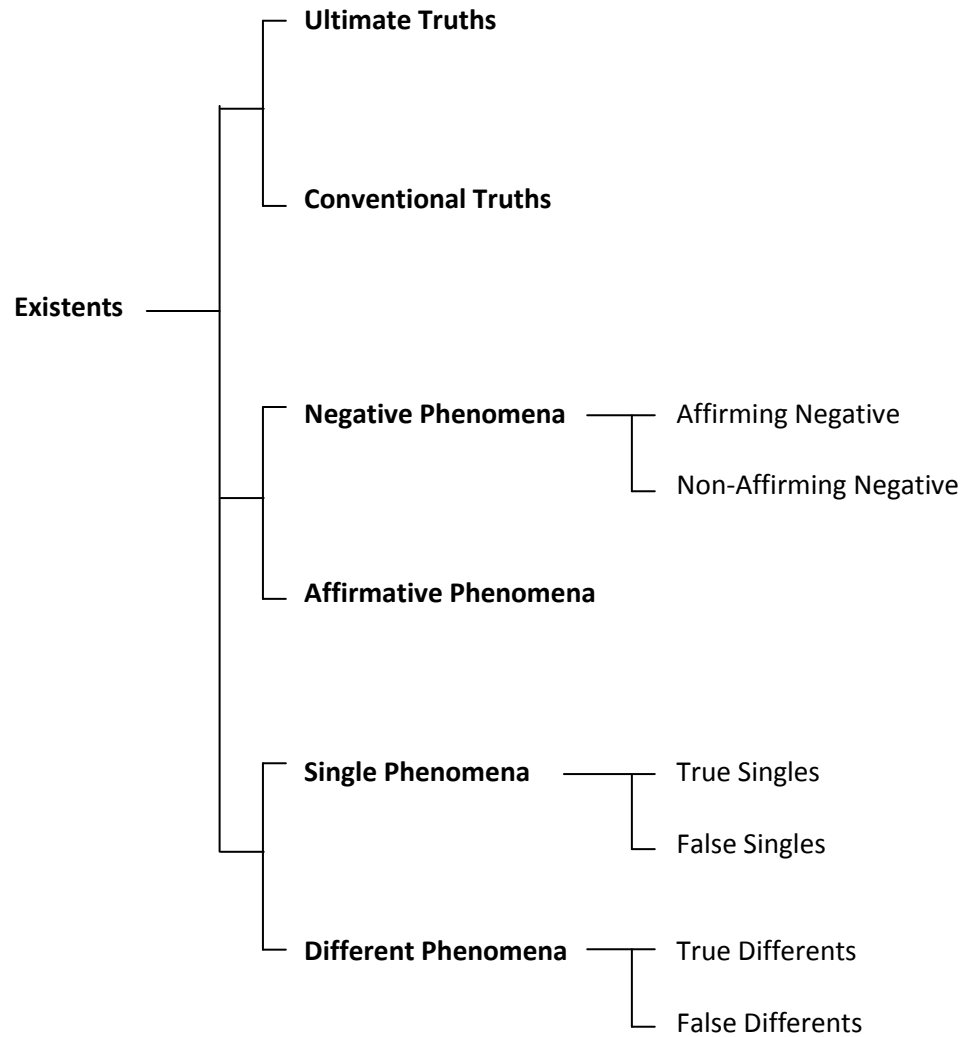 Ultimate Truths
Conventional Truths
Existents
Negative Phenomena
Affirming Negative
Non-Affirming Negative
Affirmative Phenomena
Single Phenomena
True Singles
False Singles
Different Phenomena
True Differents
False Differents